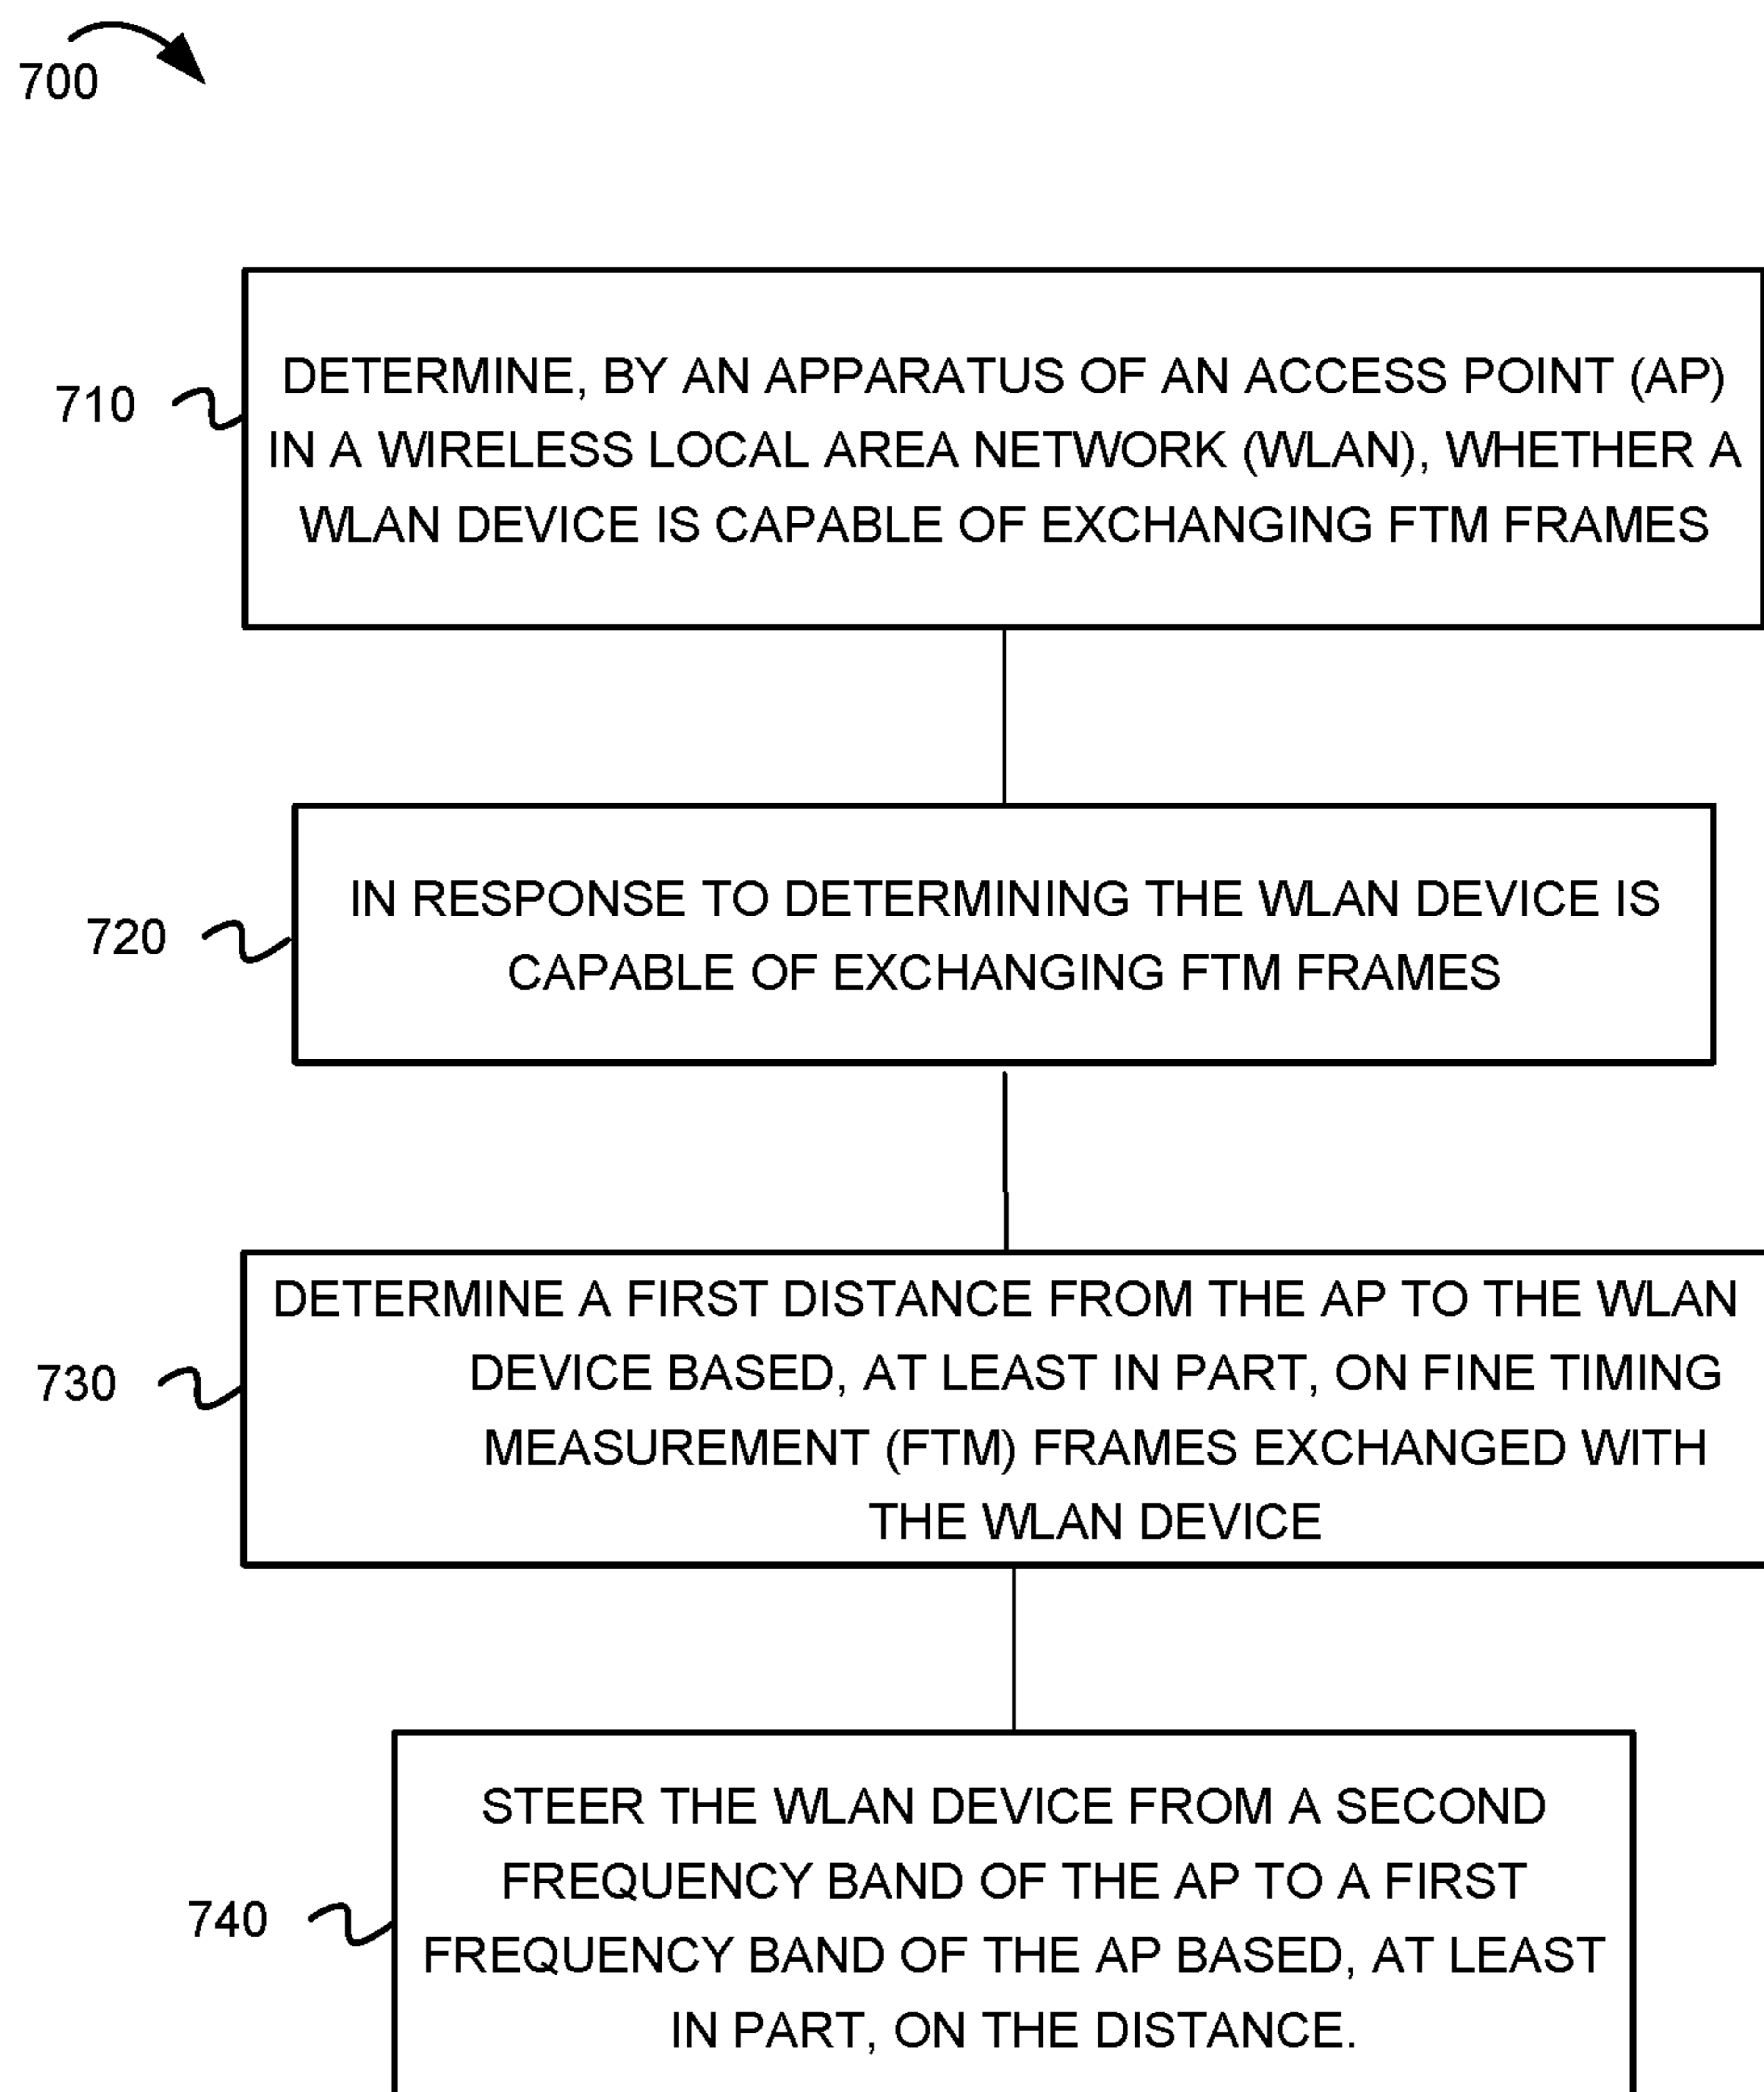 700
710
DETERMINE, BY AN APPARATUS OF AN ACCESS POINT (AP)
IN A WIRELESS LOCAL AREA NETWORK (WLAN), WHETHER A
WLAN DEVICE IS CAPABLE OF EXCHANGING FTM FRAMES
720
IN RESPONSE TO DETERMINING THE WLAN DEVICE IS
CAPABLE OF EXCHANGING FTM FRAMES
730
DETERMINE A FIRST DISTANCE FROM THE AP TO THE WLAN
DEVICE BASED, AT LEAST IN PART, ON FINE TIMING
MEASUREMENT (FTM) FRAMES EXCHANGED WITH
THE WLAN DEVICE
740
STEER THE WLAN DEVICE FROM A SECOND
FREQUENCY BAND OF THE AP TO A FIRST
FREQUENCY BAND OF THE AP BASED, AT LEAST
IN PART, ON THE DISTANCE.